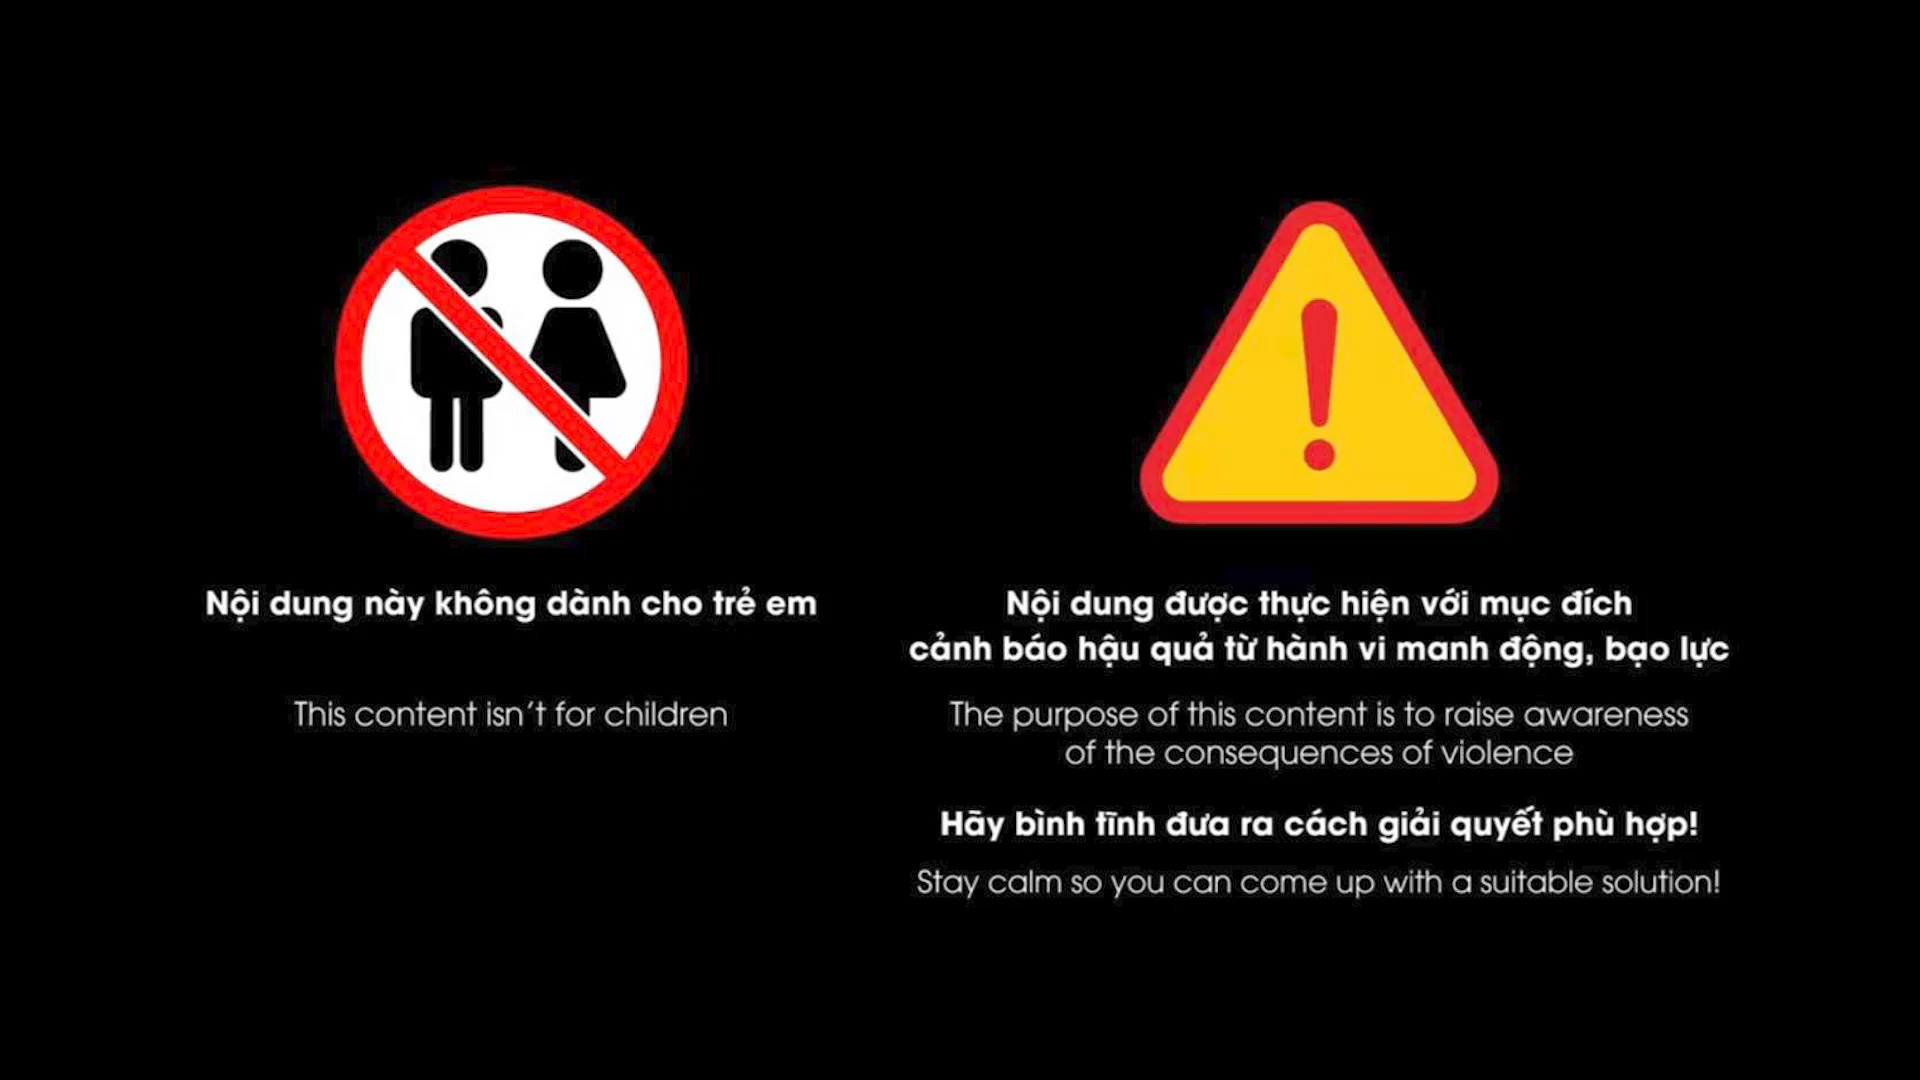 Nội dung này không dành cho trẻ em
This content isn't for children
Nội dung được thực hiện với mục đích
cảnh báo hậu quả từ hành vi manh động, bạo lực
The purpose of this content is to raise awareness
of the consequences of violence
Hãy bình tĩnh đưa ra cách giải quyết phù hợp!
Stay calm so you can come up with a suitable solution!